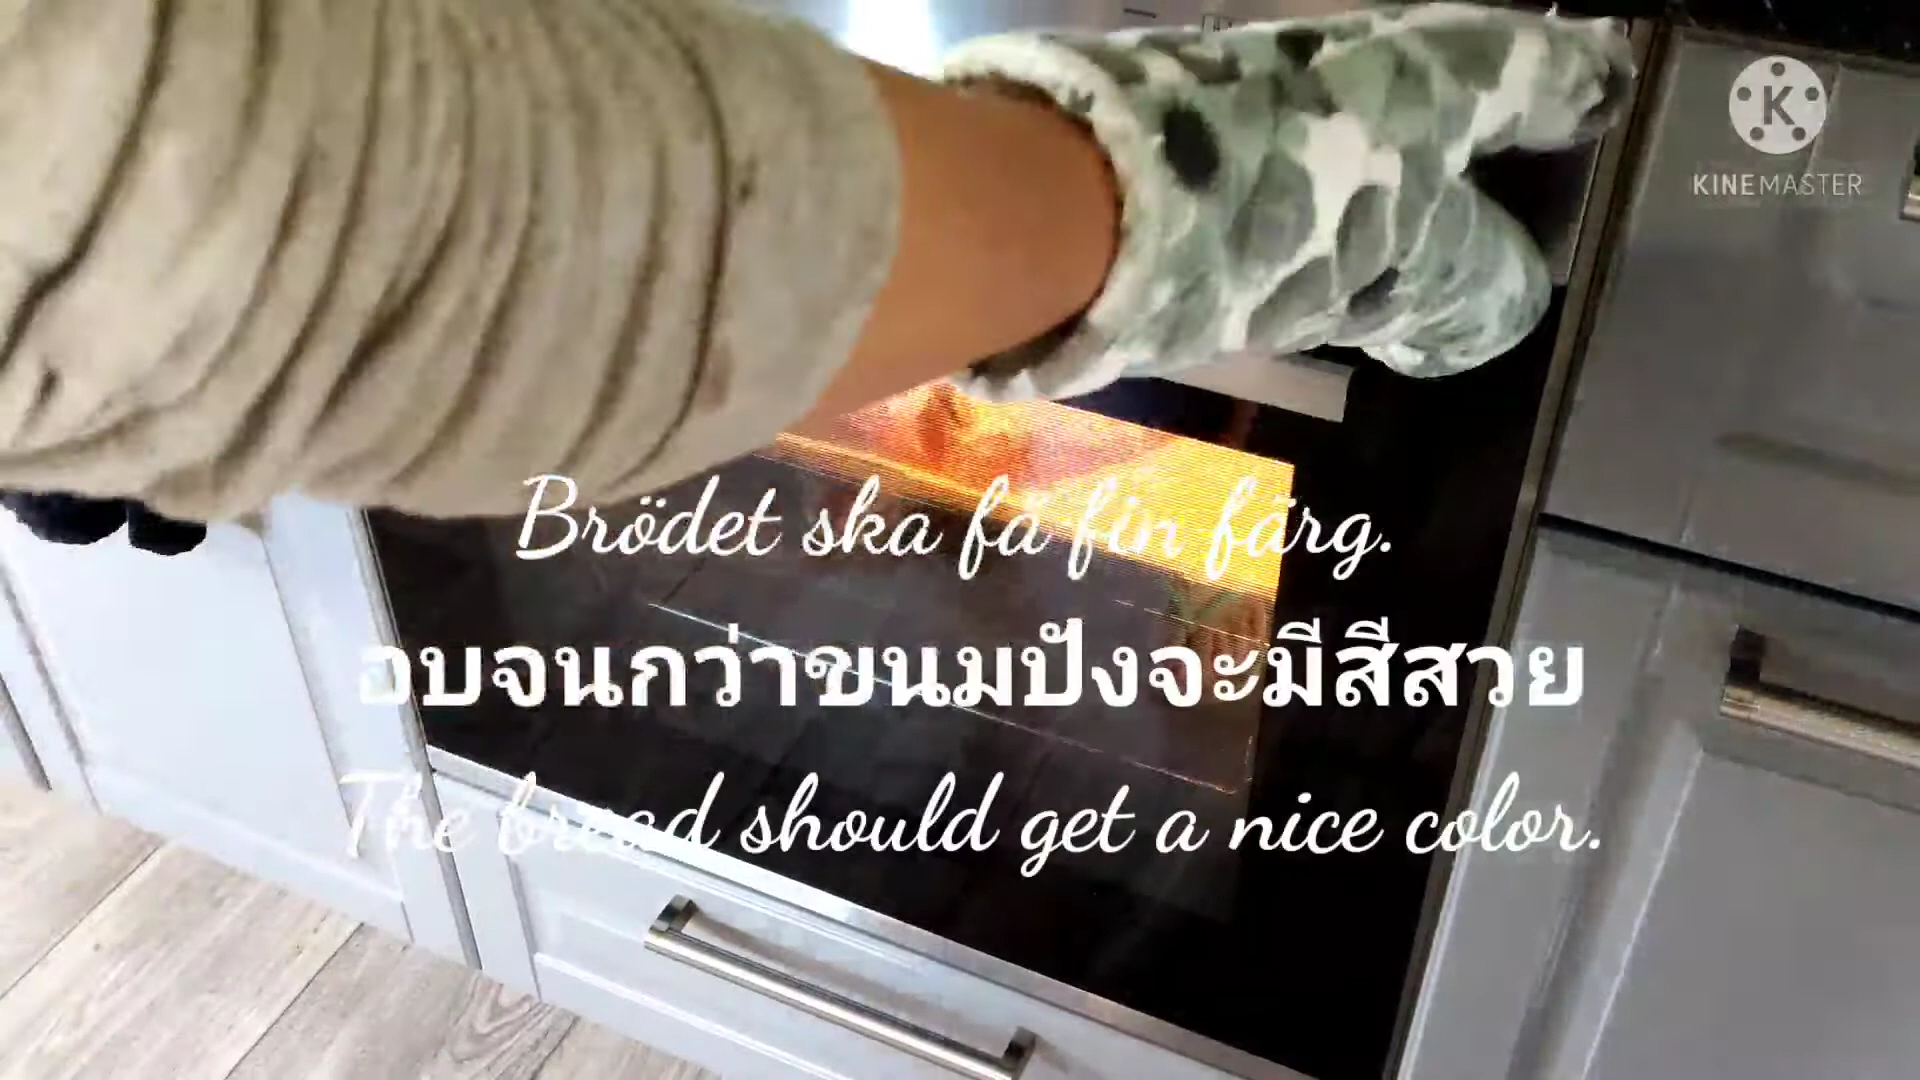 K
KINEMASTER
Brödet ska få fin färg.
อบจนกว่าขนมปังจะมีสีสวย
The bread should get a nice color.